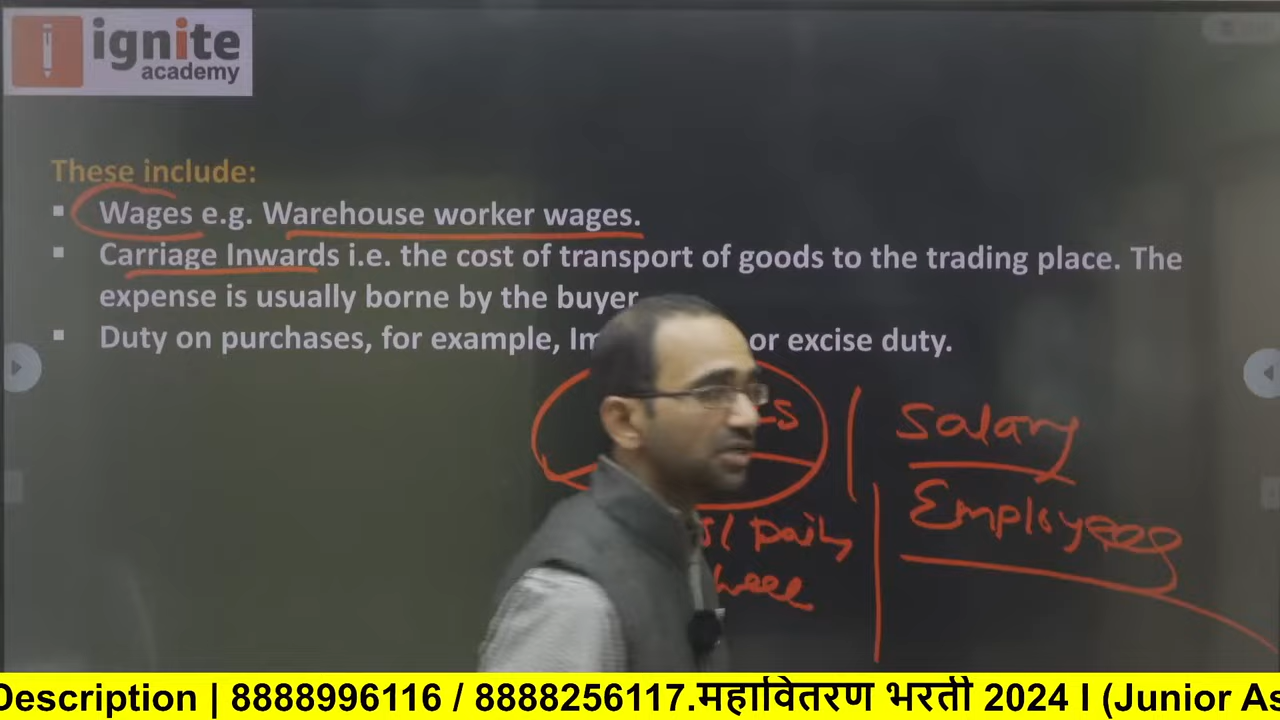 ignite
academy
These include:
▪ Wages e.g. Warehouse worker wages.
▪ Carriage Inwards i.e. the cost of transport of goods to the trading place. The
expense is usually borne by the buyer
▪ Duty on purchases, for example, or excise duty.
Salary
Employees
Daily
Description | 8888996116 / 8888256117.महावितरण भरती 2024 I (Junior As